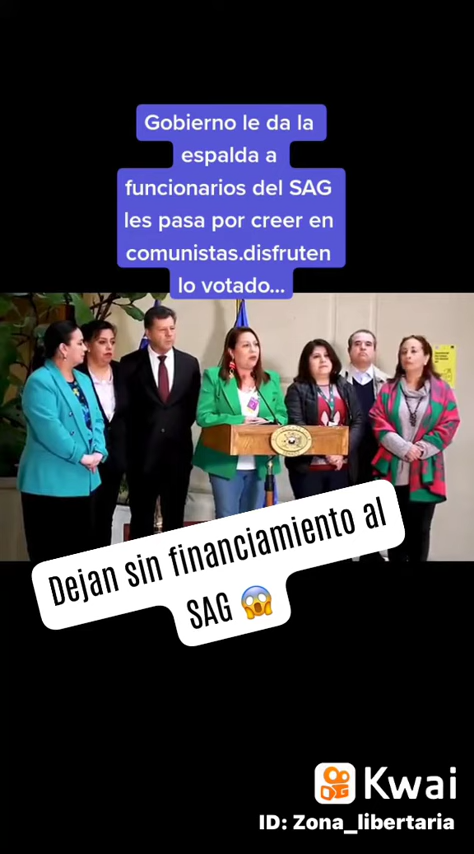 Gobierno le da la
espalda a
funcionarios del SAG
les pasa por creer en
comunistas.disfruten
lo votado...
Dejan sin financiamiento al
SAG 😱
Kwai
ID: Zona_libertaria